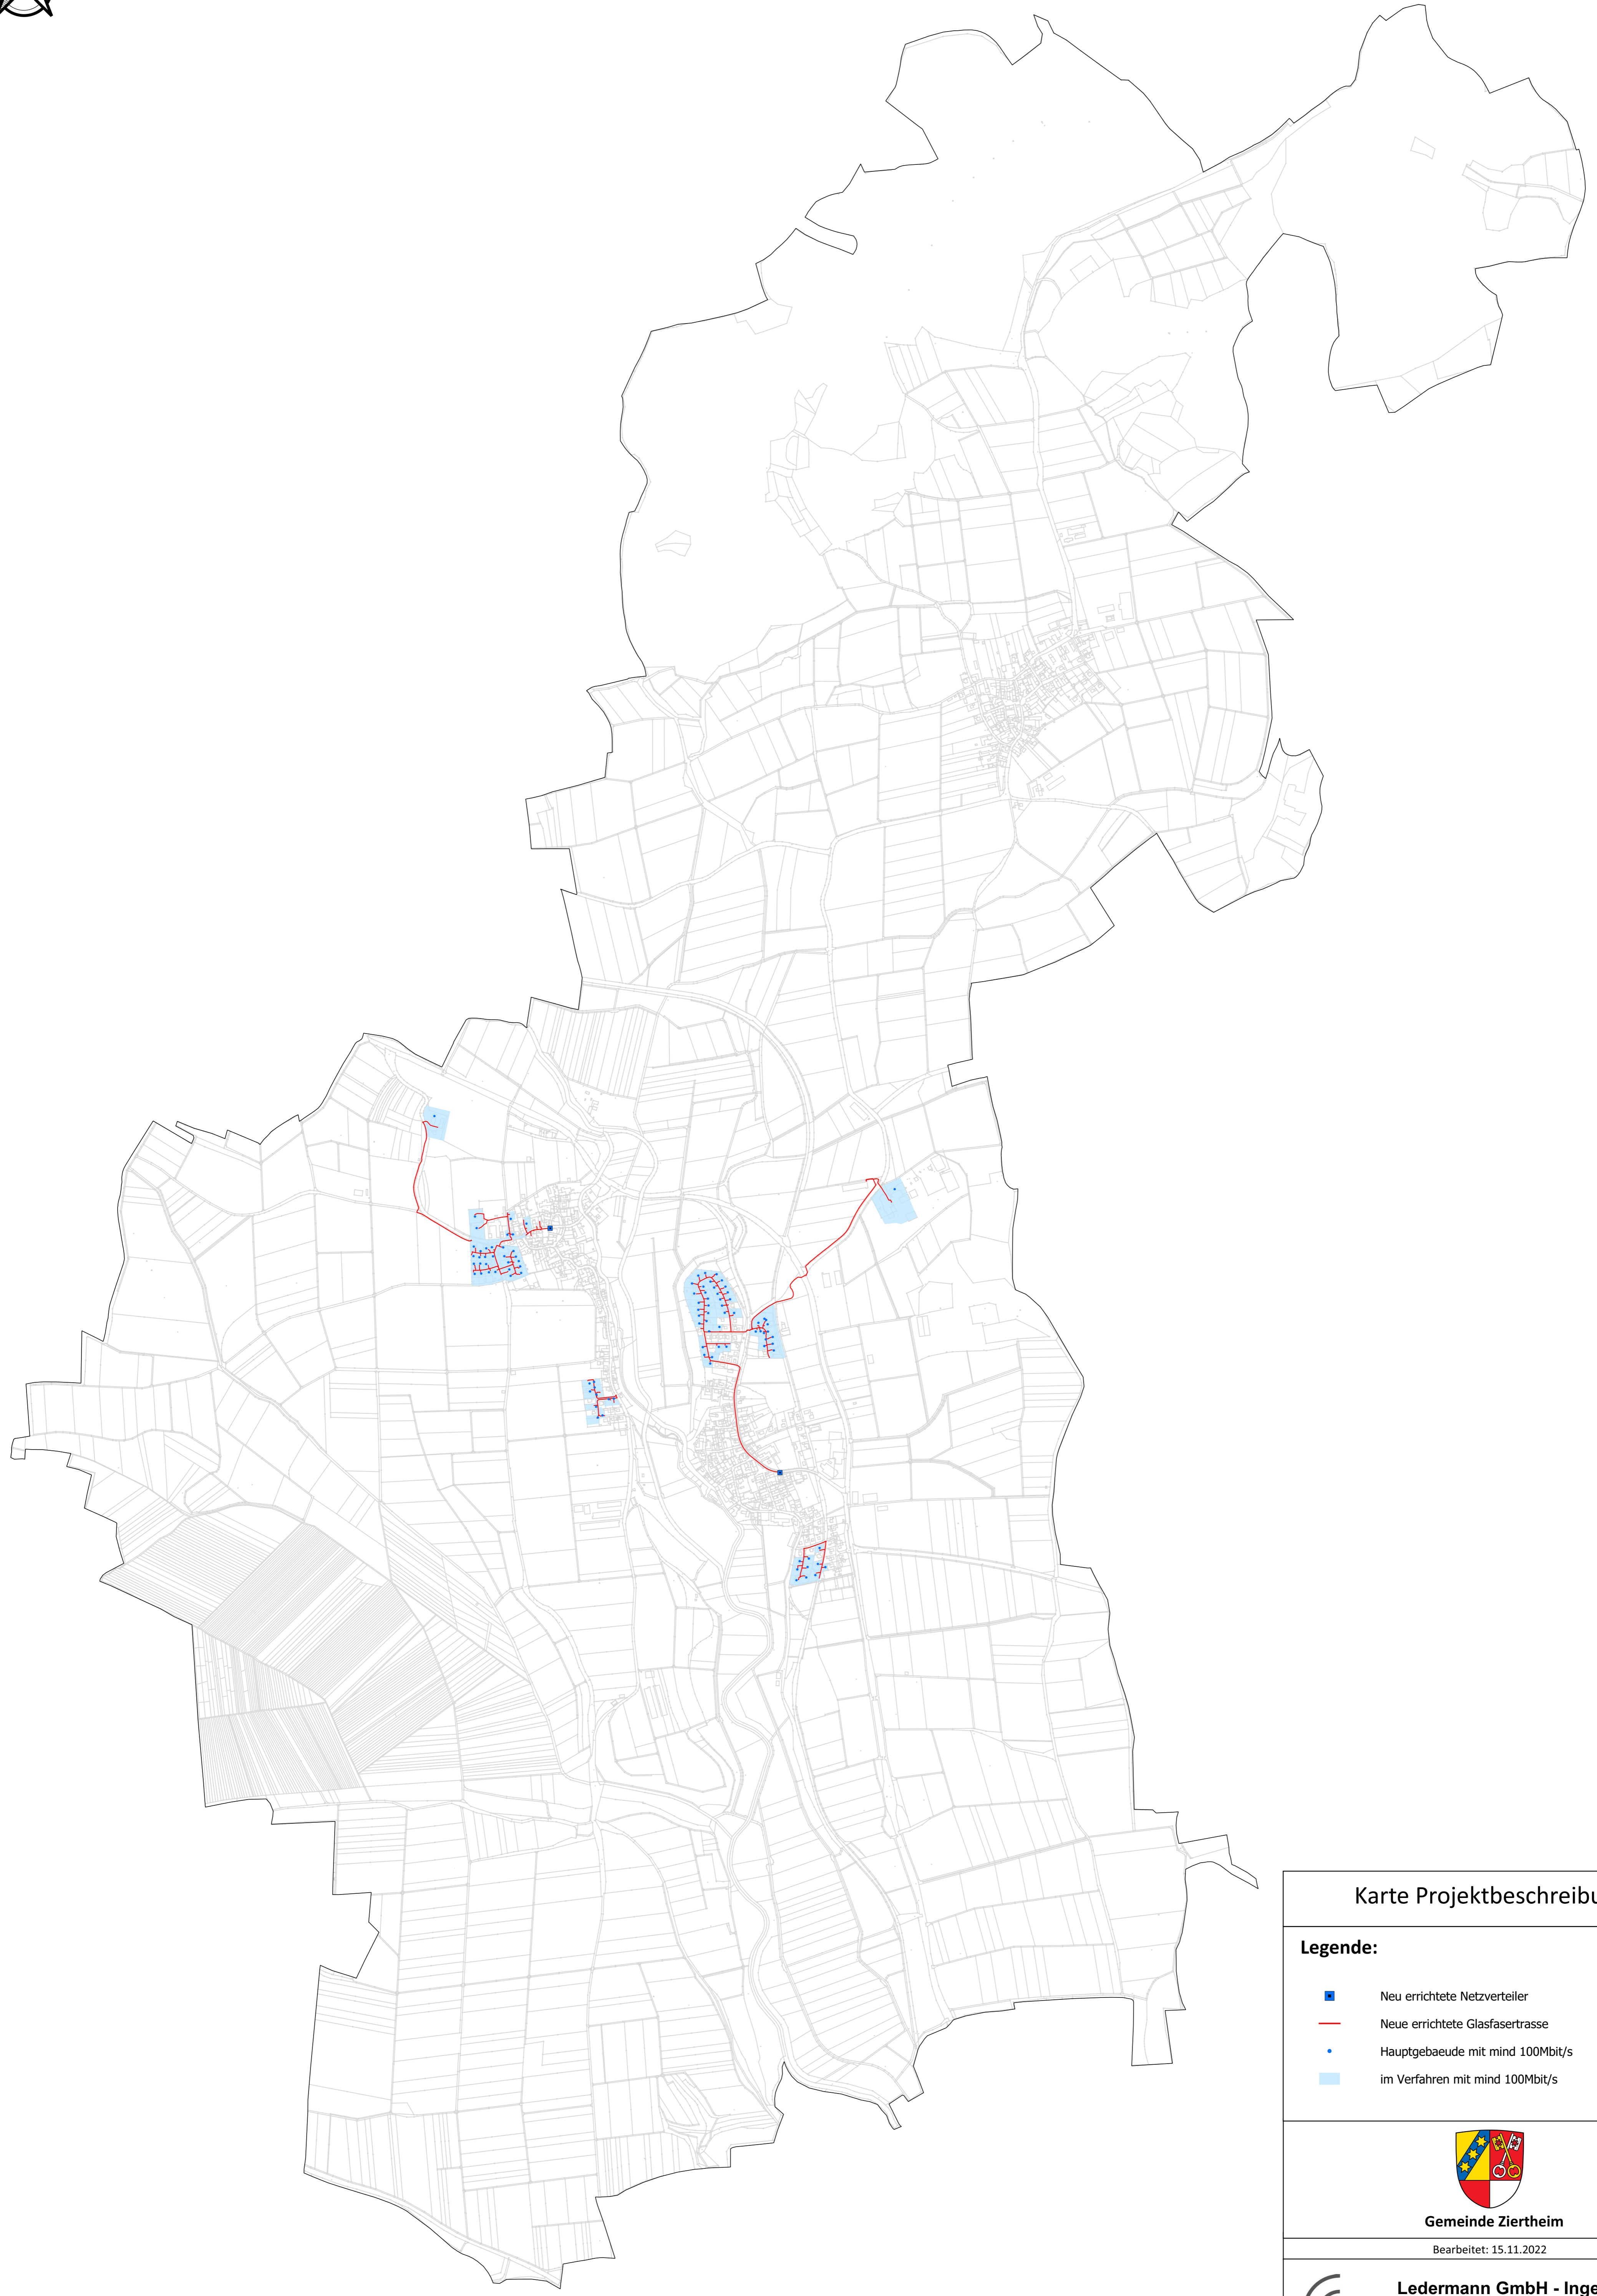 Karte Projektbeschreibu
Legende:
Neu errichtete Netzverteiler
Neue errichtete Glasfasertrasse
Hauptgebaeude mit mind 100Mbit/s
im Verfahren mit mind 100Mbit/s
Gemeinde Ziertheim
Bearbeitet: 15.11.2022
Ledermann GmbH - Inge